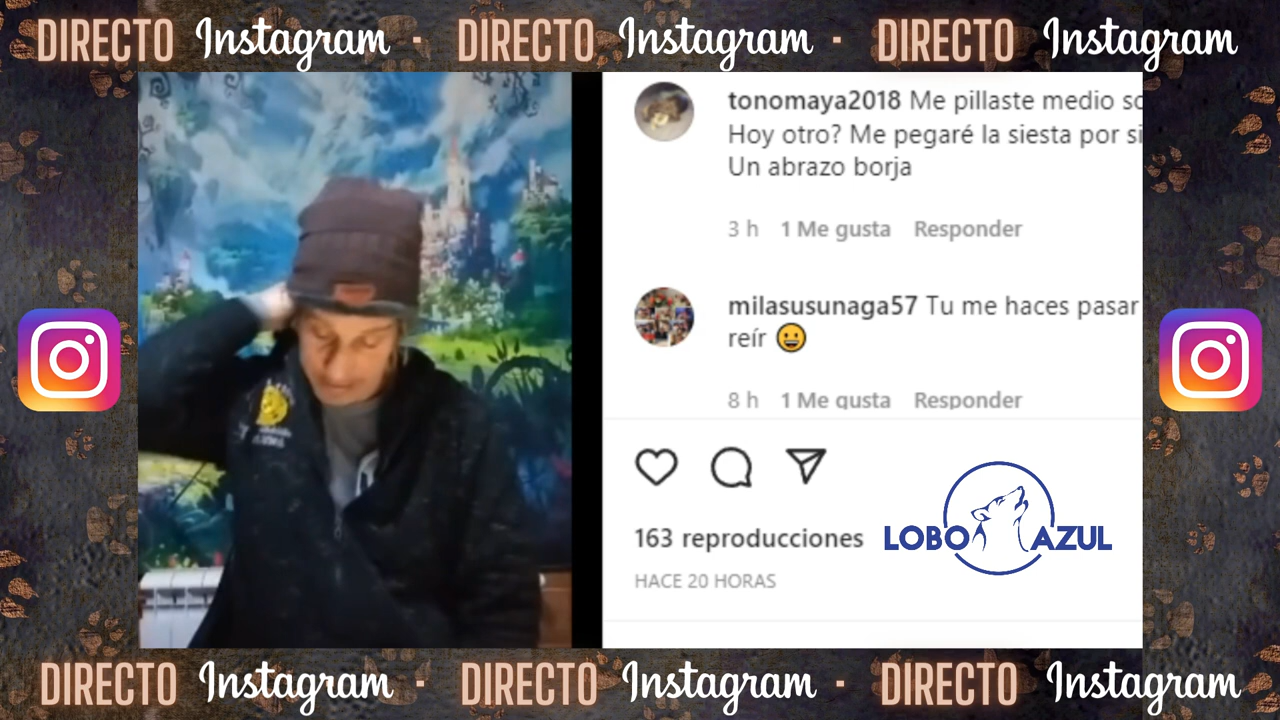 DIRECTO Instagram · DIRECTO Instagram · DIRECTO Instagram
tonomaya2018 Me pillaste medio
Hoy otro? Me pegaré la siesta por si
Un abrazo borja
3 h 1 Me gusta Responder
milasusunaga57 Tu me haces pasar
reír 😀
8 h 1 Me gusta Responder
163 reproducciones
LOBO AZUL
HACE 20 HORAS
DIRECTO Instagram · DIRECTO Instagram · DIRECTO Instagram